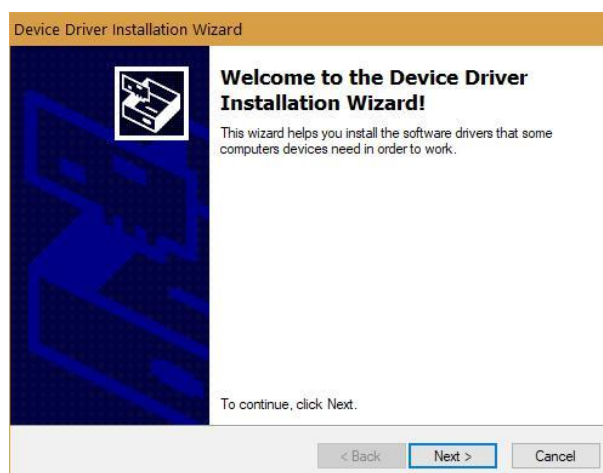 Device Driver Installation Wizard
Welcome to the Device Driver
Installation Wizard!
This wizard helps you install the software drivers that some
computers devices need in order to work.
To continue, click Next.
< Back
Next >
Cancel